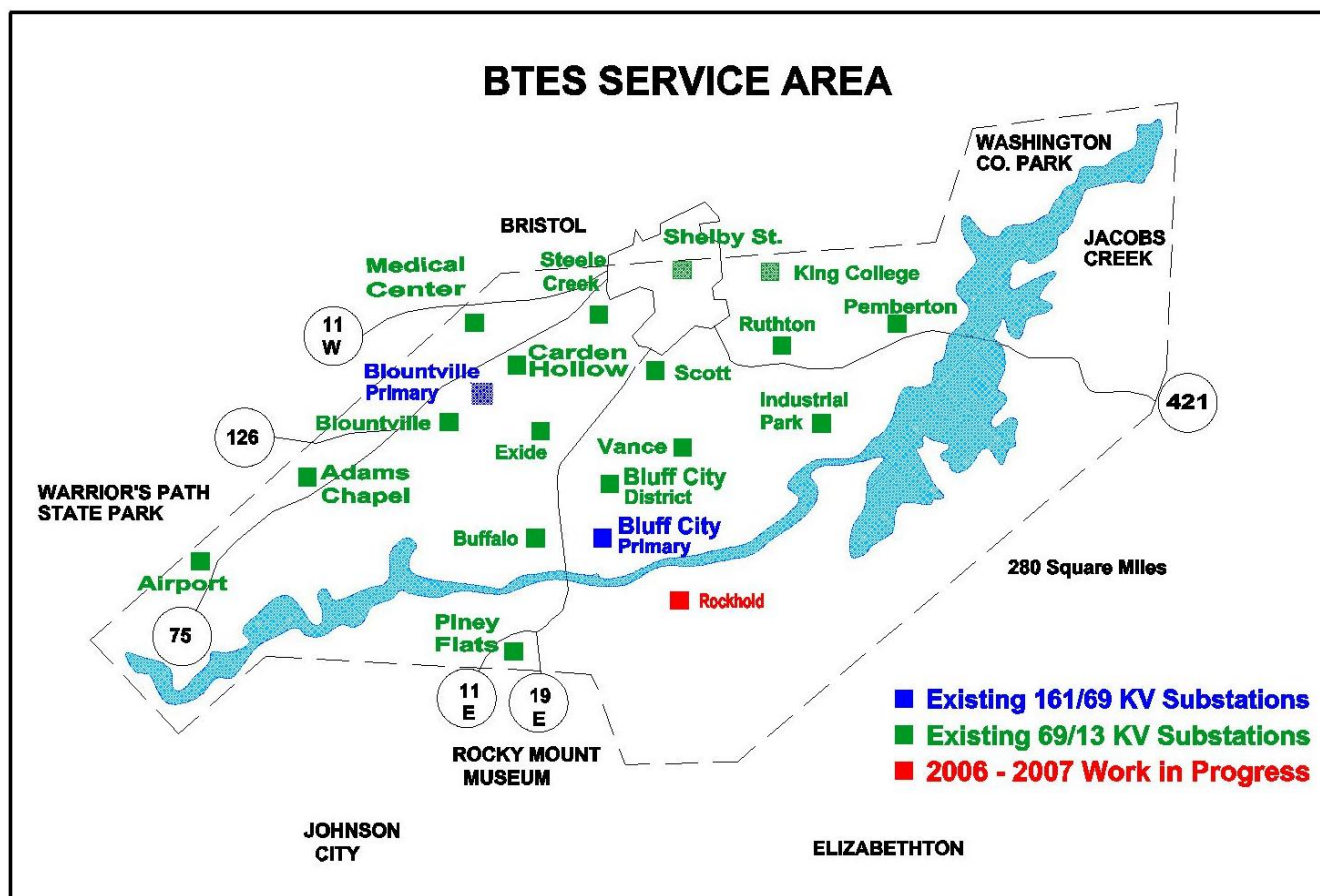 BTES SERVICE AREA
WASHINGTON
CO. PARK
BRISTOL
JACOBS
CREEK
Shelby St.
Medical
Center
Steele
Creek
King College
Pemberton
11
W
Ruthton
Carden
Hollow
Blountville
Primary
Scott
Industrial
Park
421
126
Blountville
Exide
Vance
Adams
Chapel
Bluff City
District
WARRIOR'S PATH
STATE PARK
Buffalo
Bluff City
Primary
280 Square Miles
Airport
Rockhold
75
Piney
Flats
11
E
19
E
Existing 161/69 KV Substations
Existing 69/13 KV Substations
2006 - 2007 Work in Progress
ROCKY MOUNT
MUSEUM
JOHNSON
CITY
ELIZABETHTON